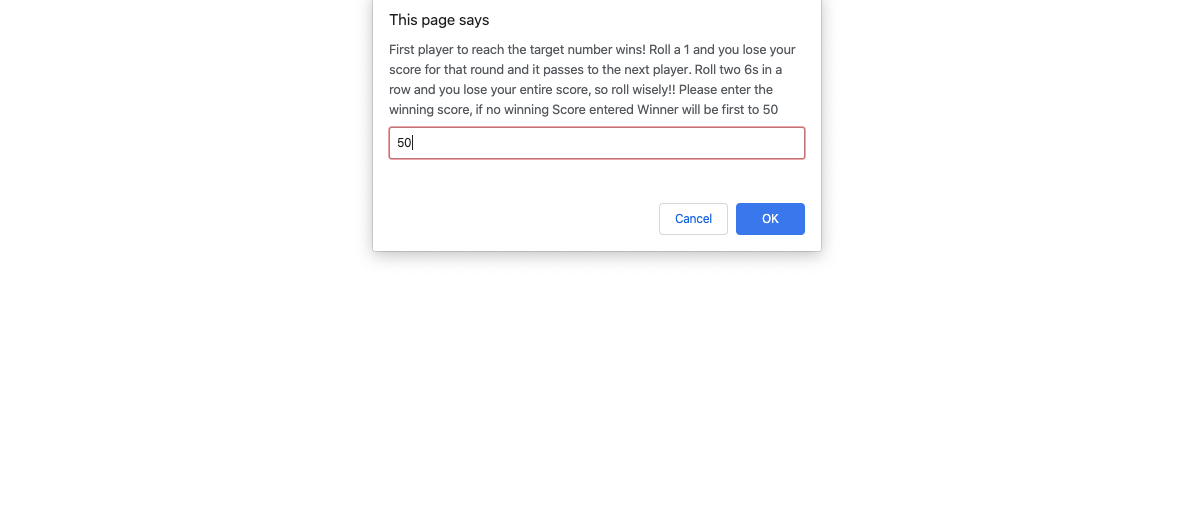 This page says
First player to reach the target number wins! Roll a 1 and you lose your
score for that round and it passes to the next player. Roll two 6s in a
row and you lose your entire score, so roll wisely!! Please enter the
winning score, if no winning Score entered Winner will be first to 50
50
Cancel OK